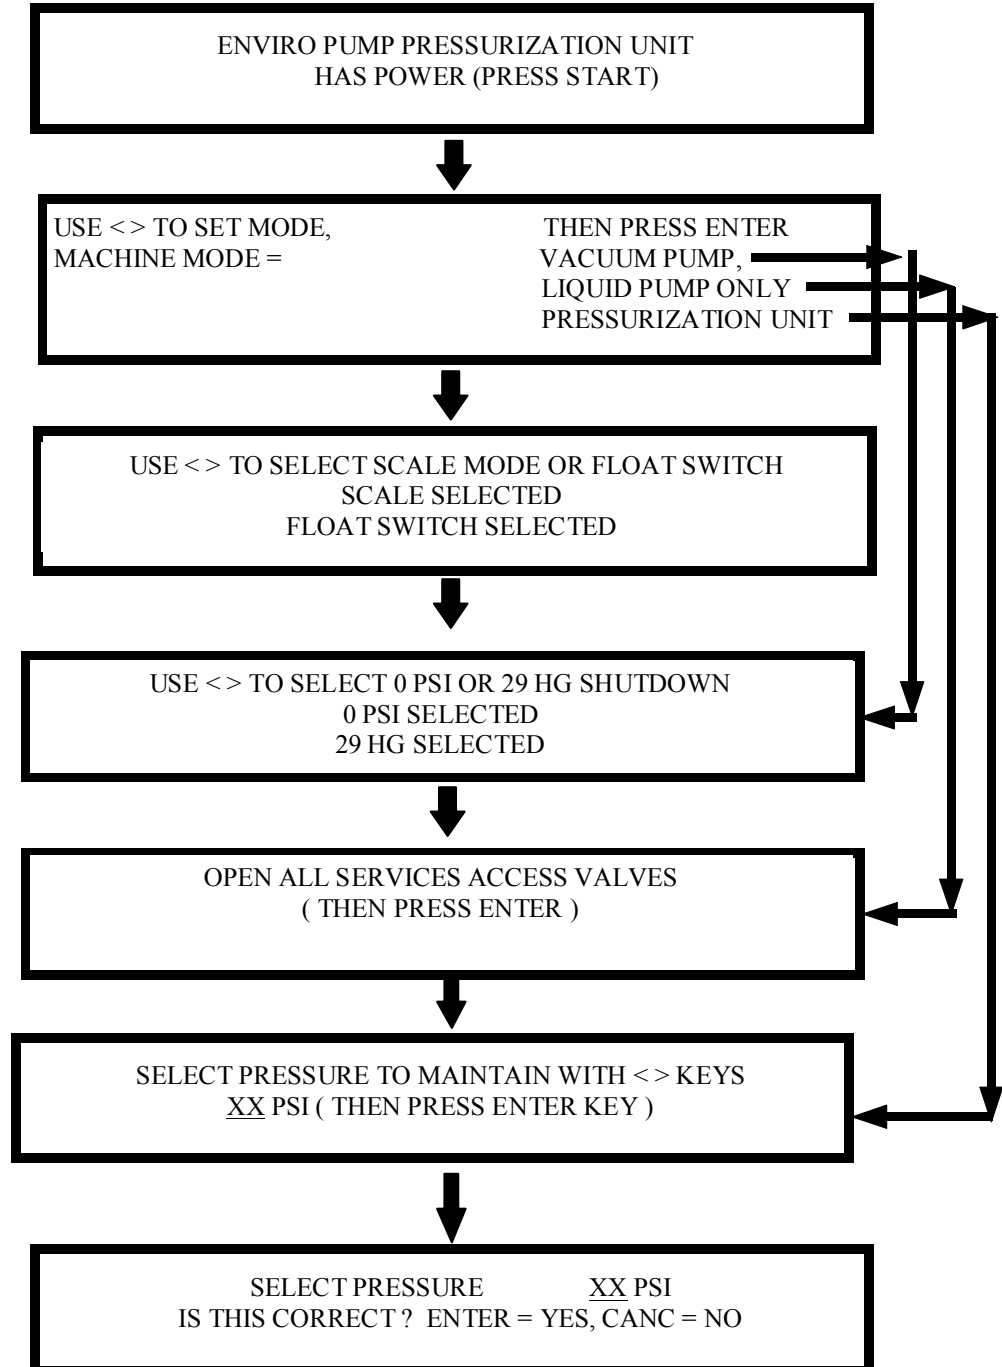 ENVIRO PUMP PRESSURIZATION UNIT
HAS POWER (PRESS START)
USE < > TO SET MODE, THEN PRESS ENTER
MACHINE MODE = VACUUM PUMP,
LIQUID PUMP ONLY
PRESSURIZATION UNIT
USE < > TO SELECT SCALE MODE OR FLOAT SWITCH
SCALE SELECTED
FLOAT SWITCH SELECTED
USE < > TO SELECT 0 PSI OR 29 HG SHUTDOWN
0 PSI SELECTED
29 HG SELECTED
OPEN ALL SERVICES ACCESS VALVES
( THEN PRESS ENTER )
SELECT PRESSURE TO MAINTAIN WITH < > KEYS
XX PSI ( THEN PRESS ENTER KEY )
SELECT PRESSURE XX PSI
IS THIS CORRECT ? ENTER = YES, CANC = NO